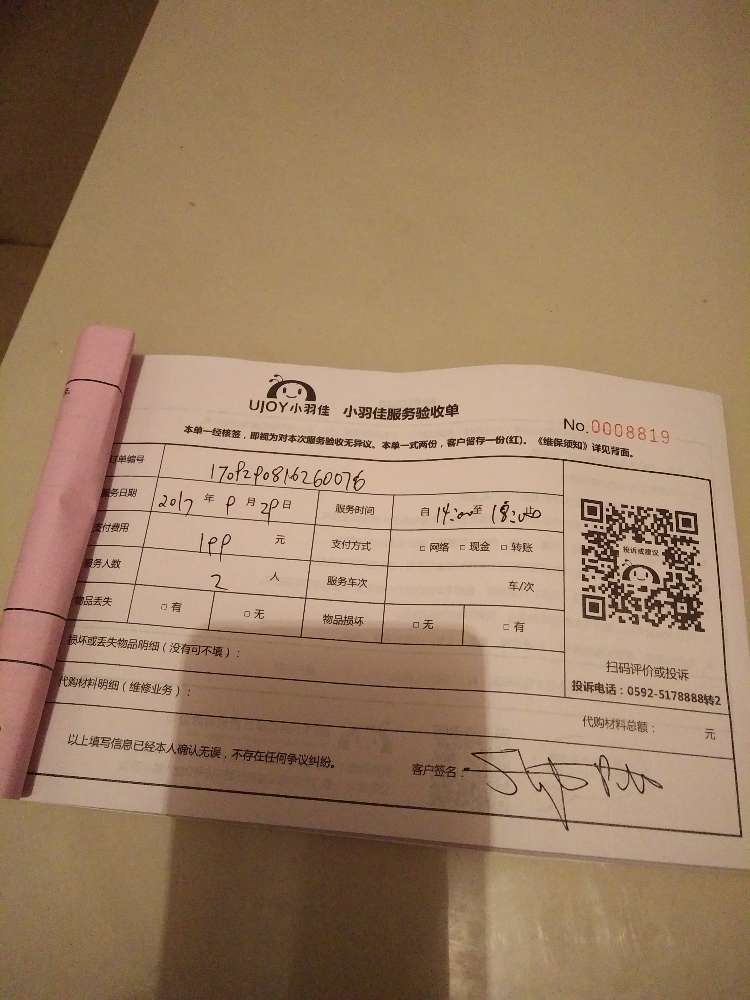 UJOY小羽佳 小羽佳服务验收单
No.0008819
本单一经核签，即视为对本次服务验收无异议。本单一式两份，客户留存一份(红)。《维保须知》详见背面。
订单编号 1709290816260076
服务日期 2017 年 9 月 29 日 服务时间 自 14:00 至 18:00
支付费用 199 元 支付方式 □ 网络 □ 现金 □ 转账
服务人数 2 人 服务车次 车/次
物品丢失 □ 有 □ 无 物品损坏 □ 无 □ 有
投诉或建议
扫码评价或投诉
投诉电话：0592-5178888转2
损坏或丢失物品明细（没有可不填）：
代购材料明细（维修业务）：
代购材料总额： 元
以上填写信息已经本人确认无误，不存在任何争议纠纷。
客户签名：